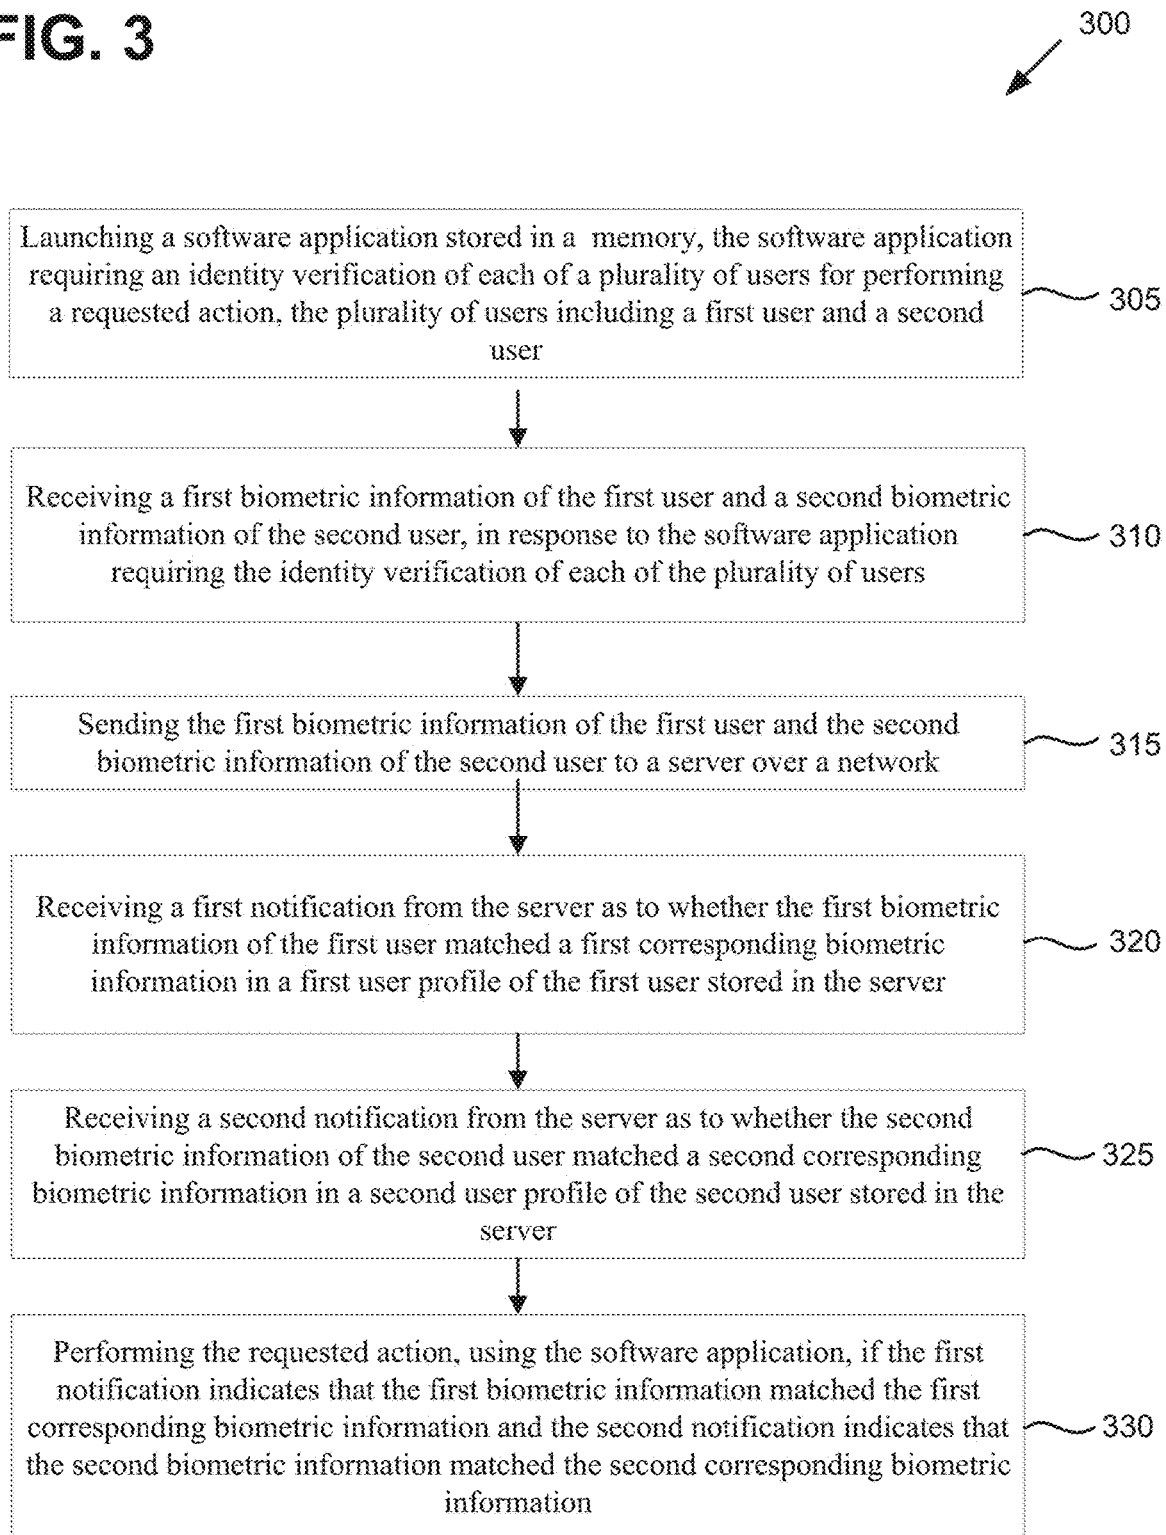 FIG. 3
300
Launching a software application stored in a memory, the software application
requiring an identity verification of each of a plurality of users for performing
a requested action, the plurality of users including a first user and a second
user
305
Receiving a first biometric information of the first user and a second biometric
information of the second user, in response to the software application
requiring the identity verification of each of the plurality of users
310
Sending the first biometric information of the first user and the second
biometric information of the second user to a server over a network
315
Receiving a first notification from the server as to whether the first biometric
information of the first user matched a first corresponding biometric
information in a first user profile of the first user stored in the server
320
Receiving a second notification from the server as to whether the second
biometric information of the second user matched a second corresponding
biometric information in a second user profile of the second user stored in the
server
325
Performing the requested action, using the software application, if the first
notification indicates that the first biometric information matched the first
corresponding biometric information and the second notification indicates that
the second biometric information matched the second corresponding biometric
information
330